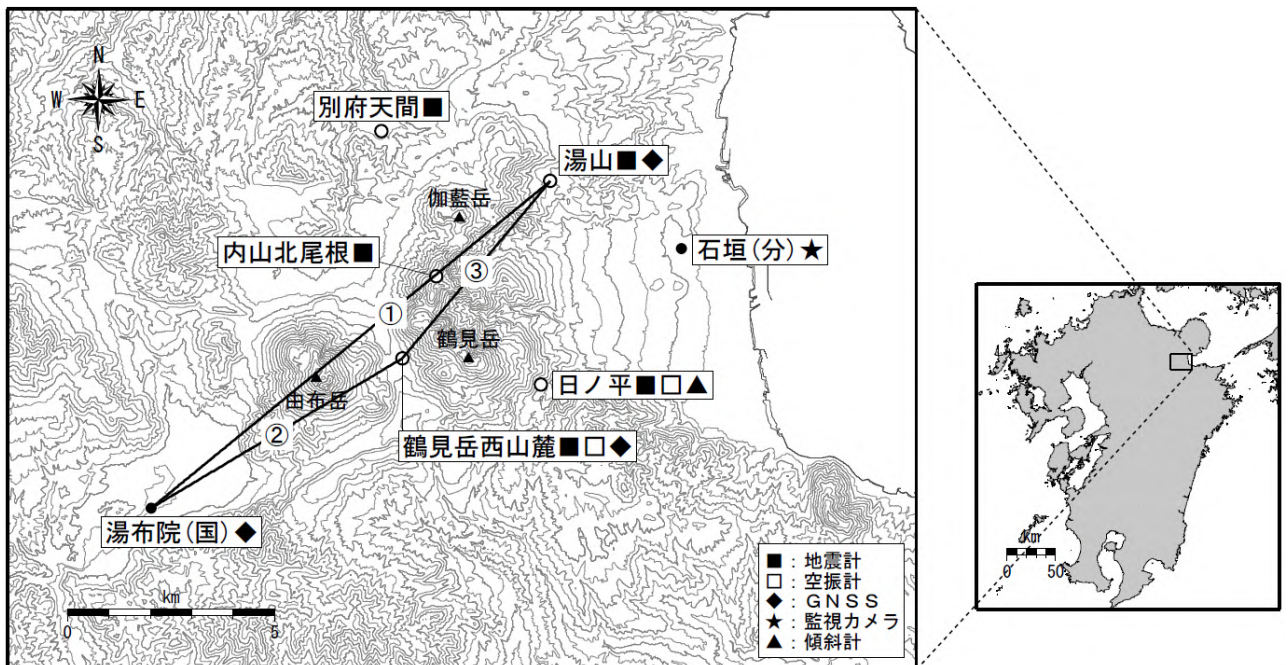 N
W E
S
別府天間■
湯山■◆
伽藍岳
内山北尾根■
石垣(分)★
③
①
鶴見岳
日ノ平■□▲
由布岳
②
鶴見岳西山麓■□◆
湯布院(国)◆
■:地震計
□:空振計
◆:GNSS
★:監視カメラ
▲:傾斜計
km
0 5
Km
0 50